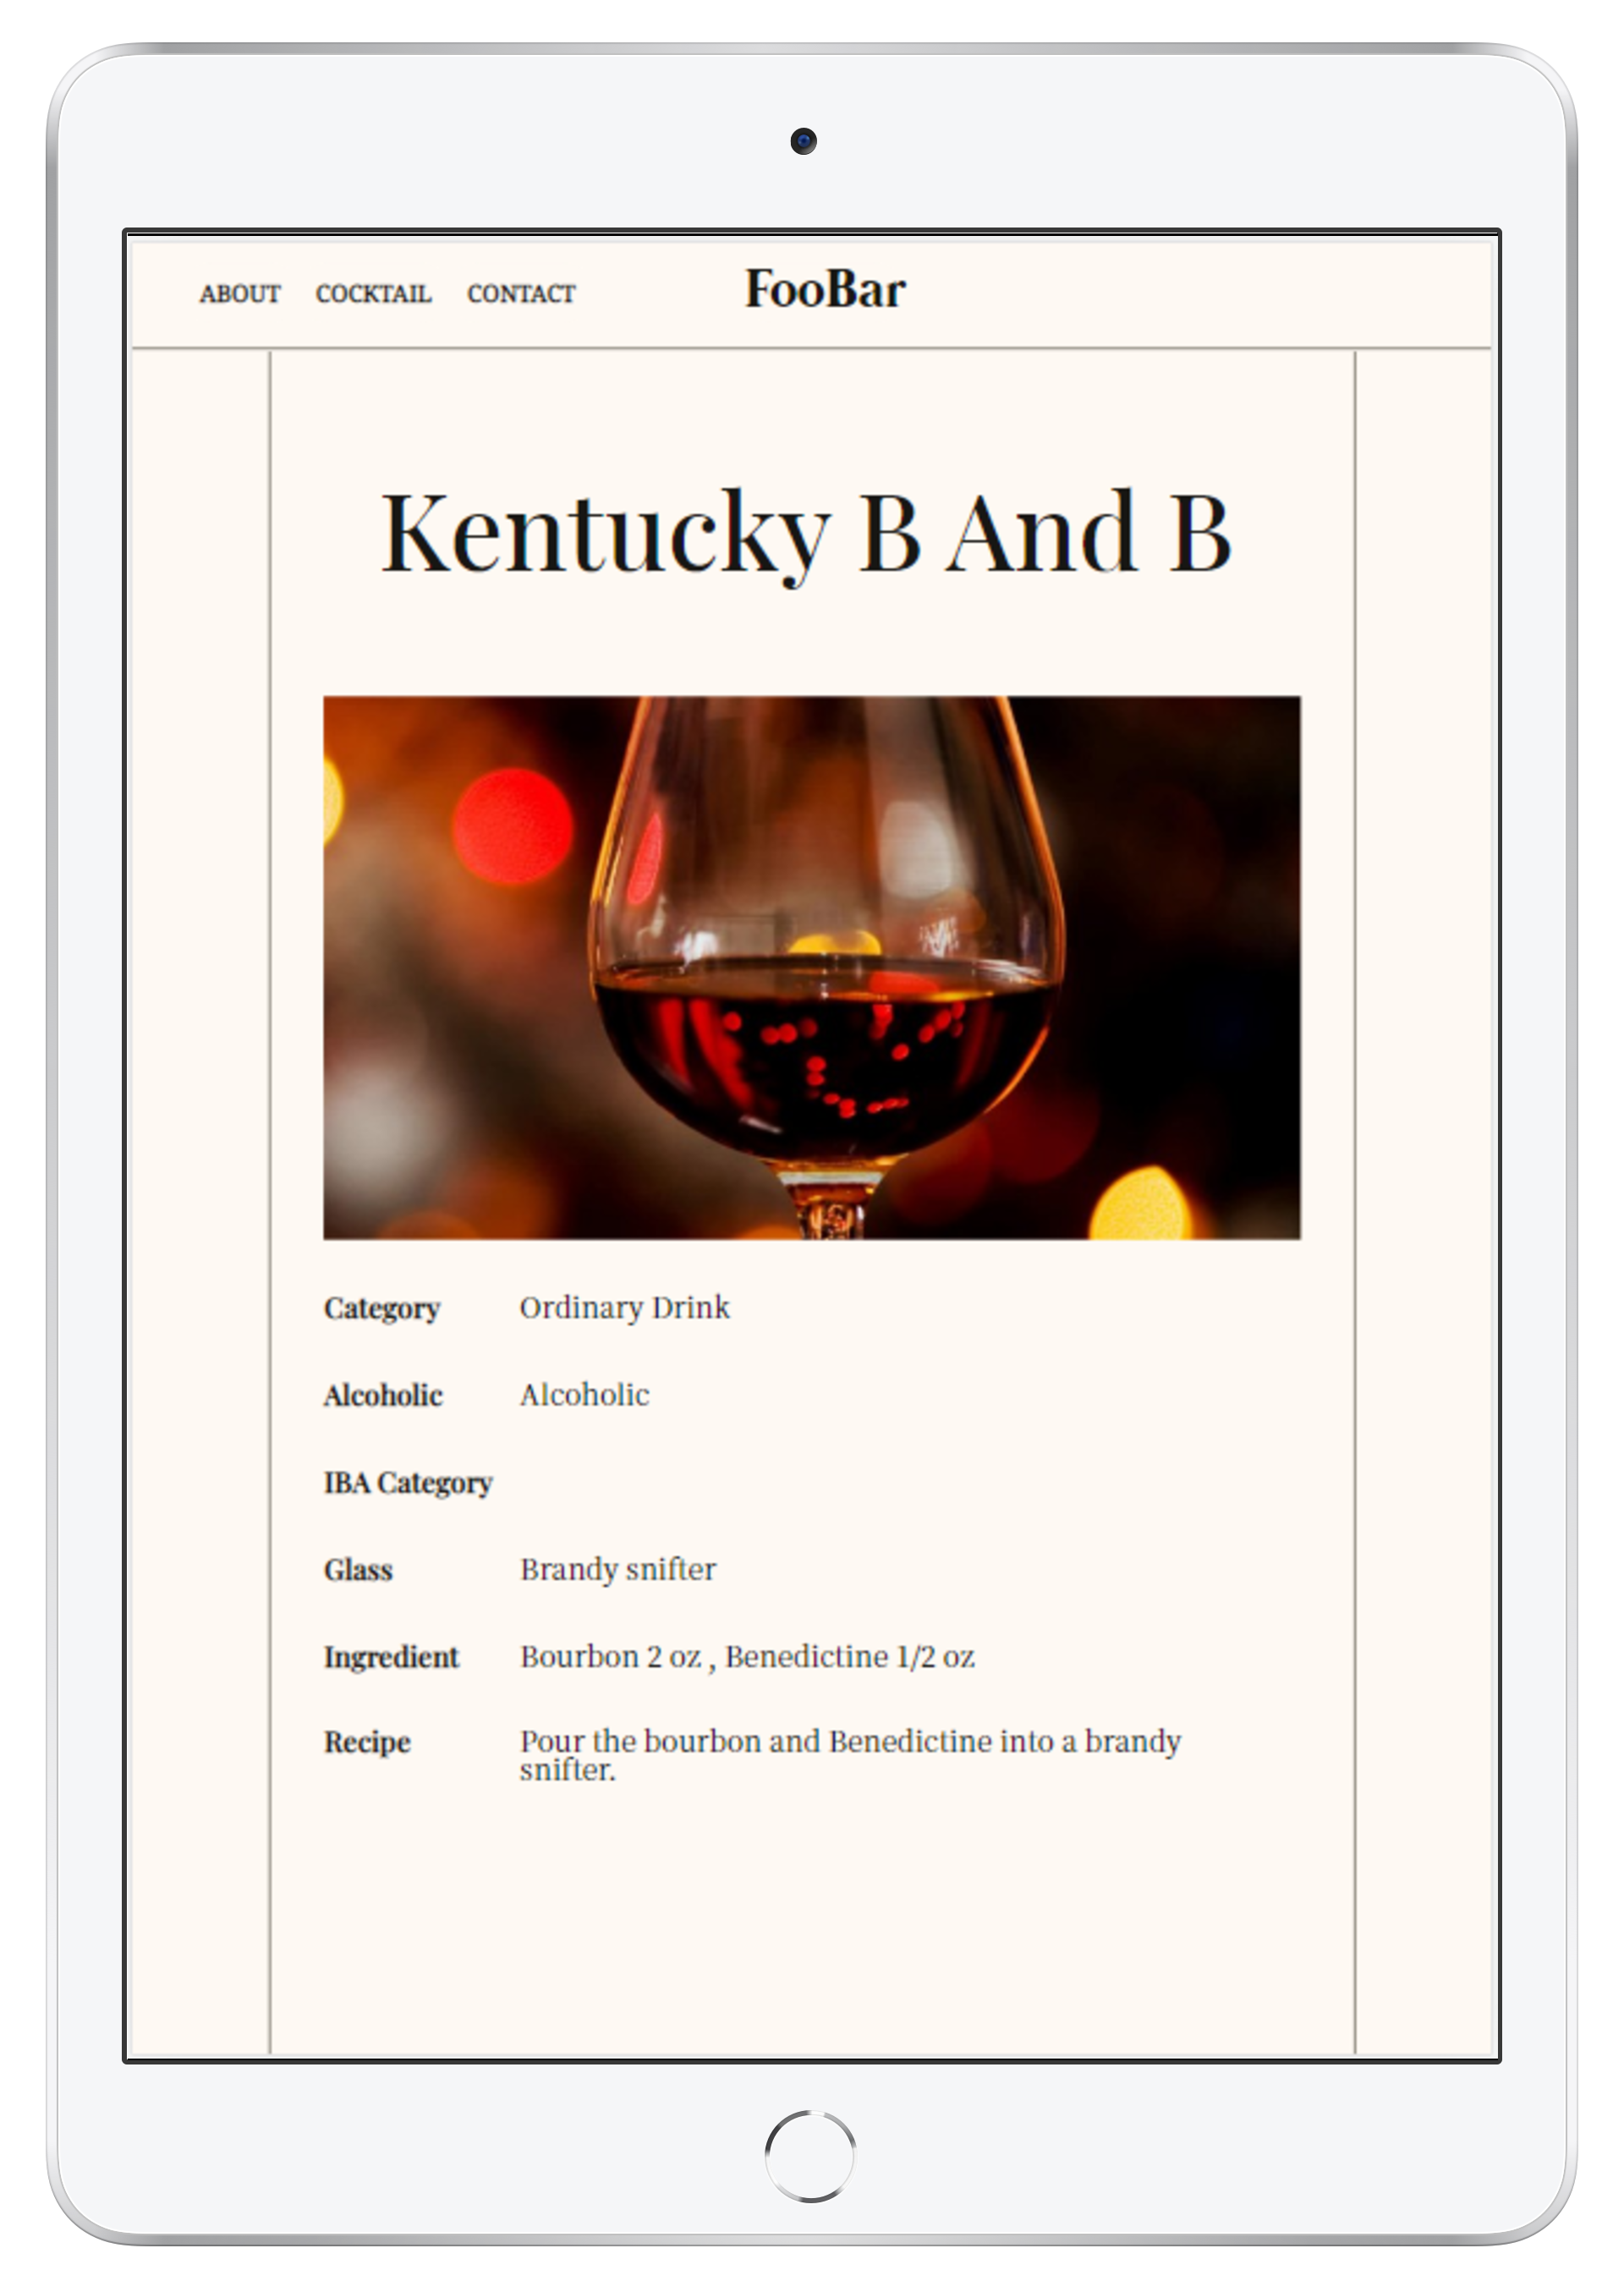 ABOUT COCKTAIL CONTACT FooBar
Kentucky B And B
Category Ordinary Drink
Alcoholic Alcoholic
IBA Category
Glass Brandy snifter
Ingredient Bourbon 2 oz , Benedictine 1/2 oz
Recipe Pour the bourbon and Benedictine into a brandy
snifter.